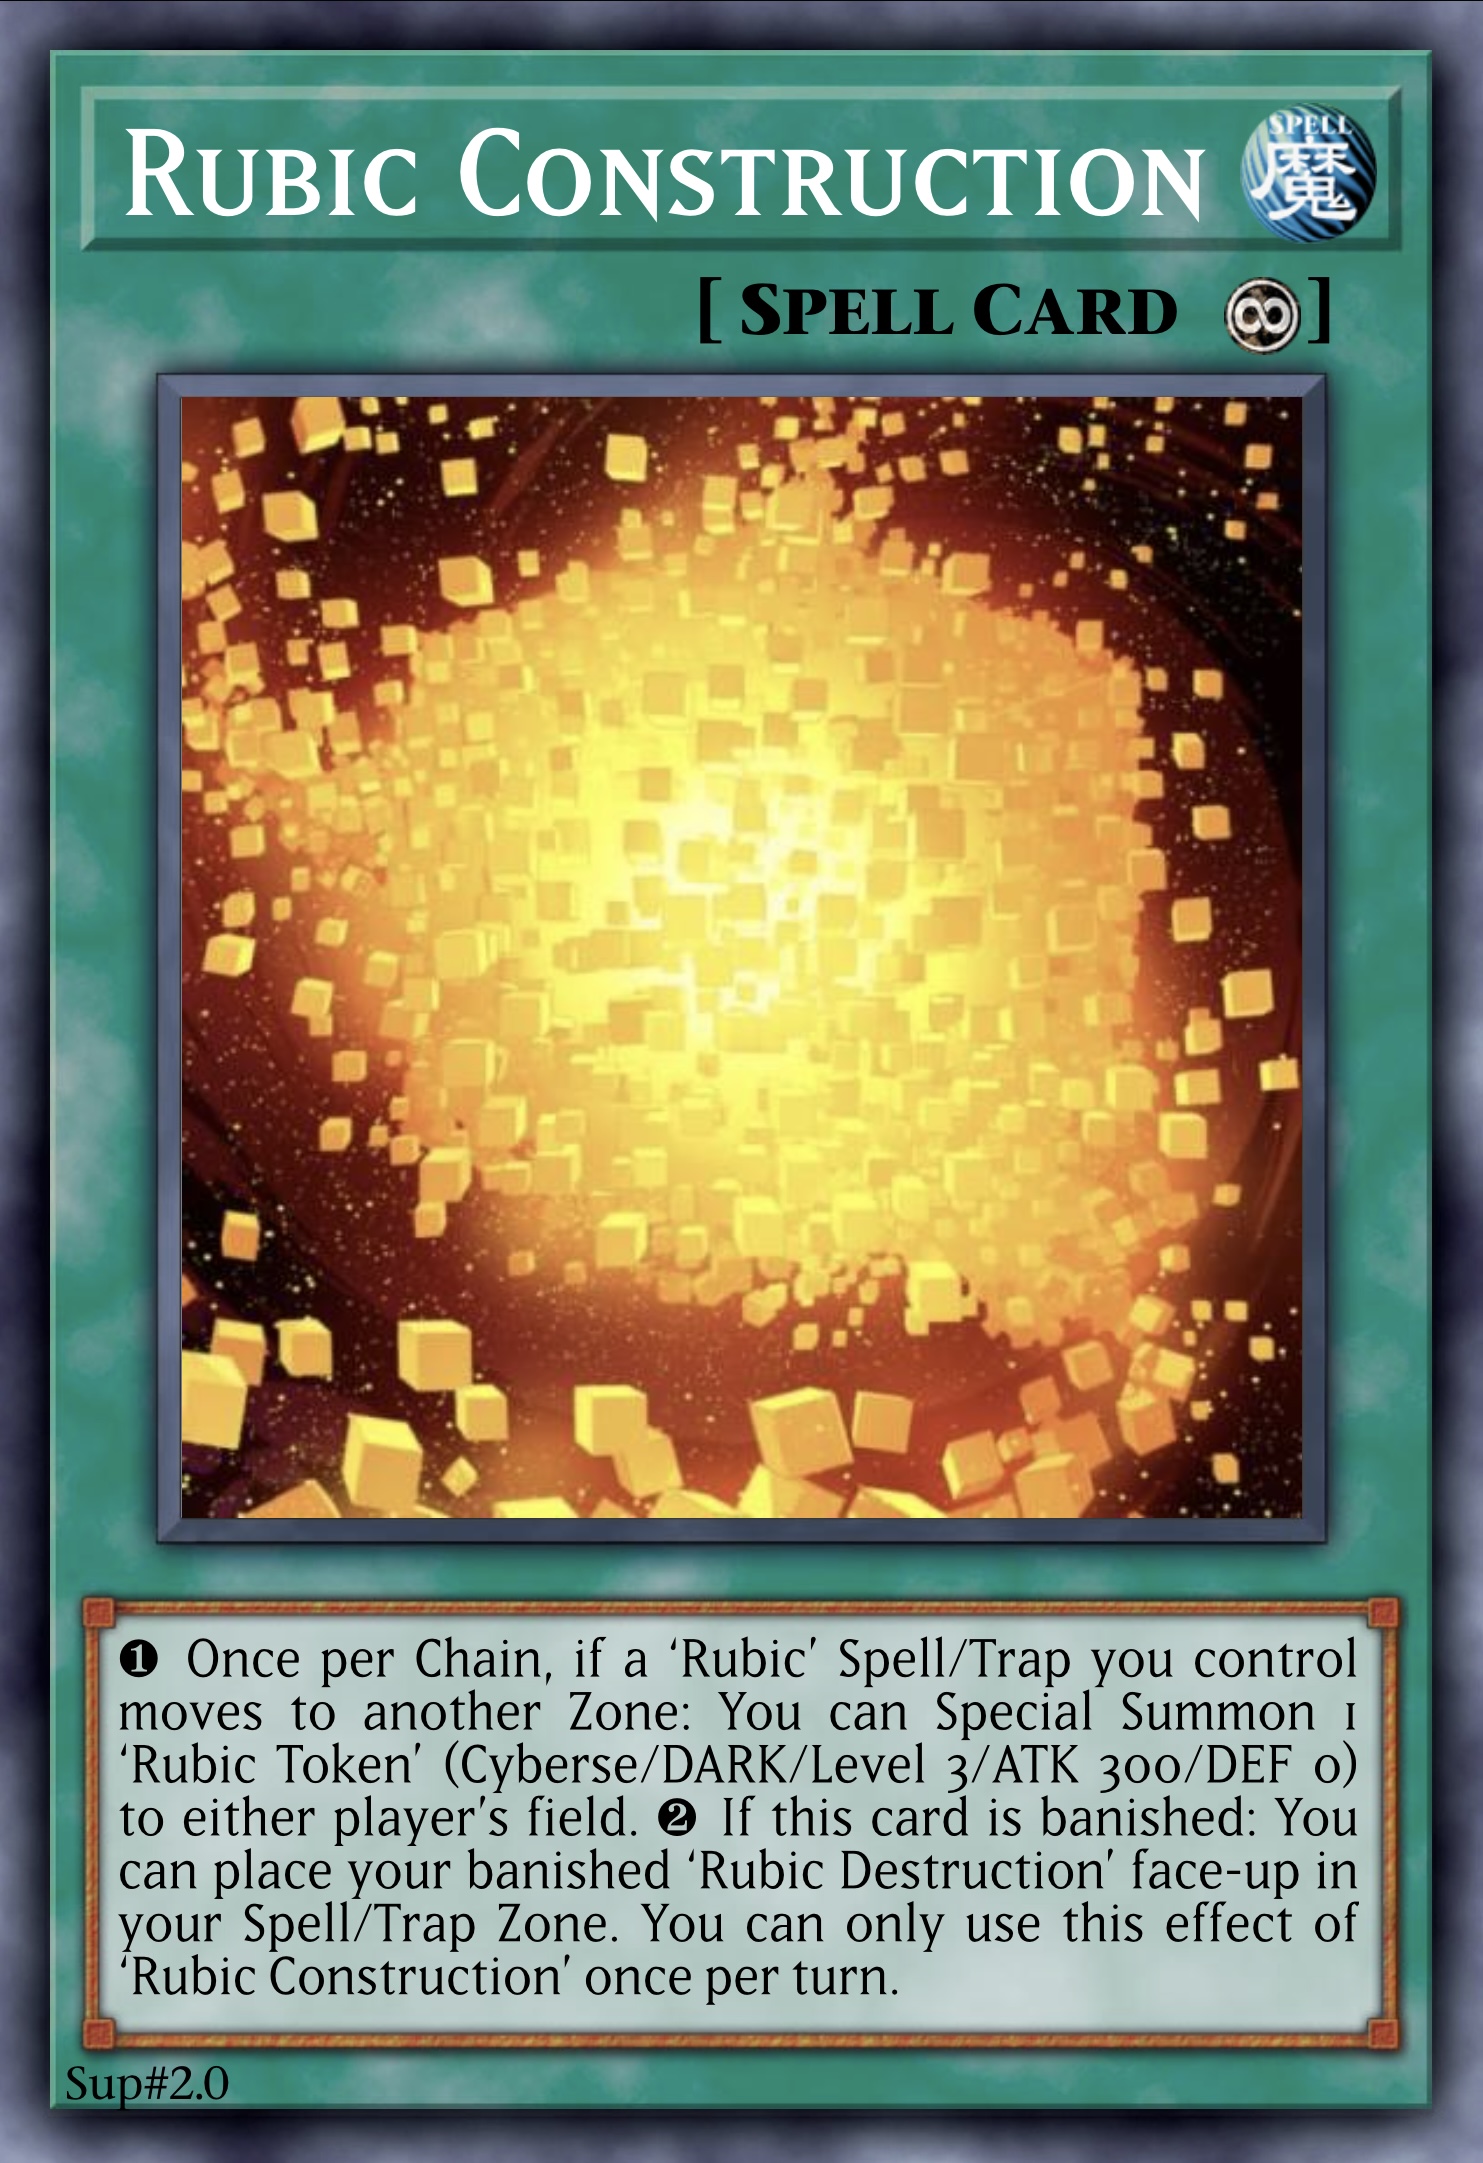 Rubic Construction
SPELL
魔
[ Spell Card ]
❶ Once per Chain, if a ‘Rubic’ Spell/Trap you control
moves to another Zone: You can Special Summon 1
‘Rubic Token’ (Cyberse/DARK/Level 3/ATK 300/DEF 0)
to either player's field. ❷ If this card is banished: You
can place your banished ‘Rubic Destruction’ face-up in
your Spell/Trap Zone. You can only use this effect of
‘Rubic Construction’ once per turn.
Sup#2.0